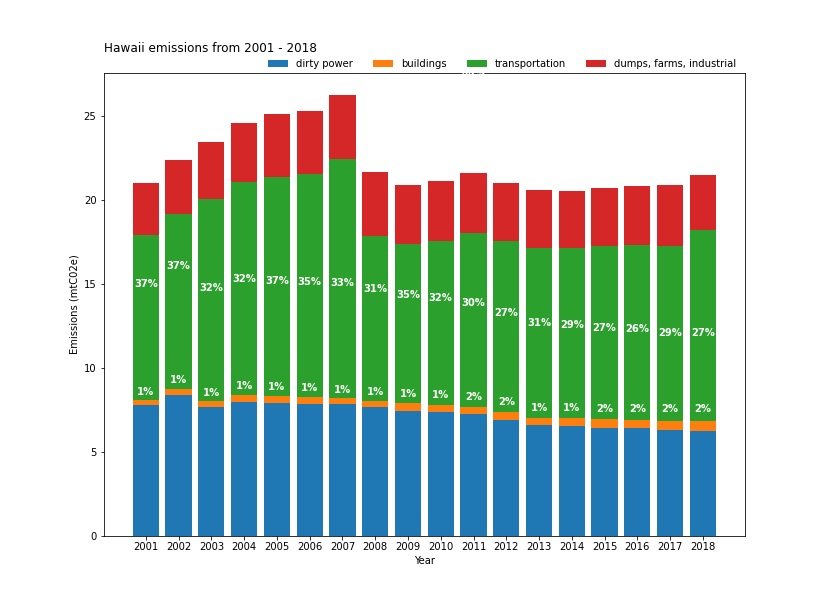 Hawaii emissions from 2001 - 2018
dirty power buildings transportation dumps, farms, industrial
25
20
15
10
5
0
Emissions (mtC02e)
37% 37% 32% 32% 37% 35% 33% 31% 35% 32% 30% 27% 31% 29% 27% 26% 29% 27%
1% 1% 1% 1% 1% 1% 1% 1% 1% 1% 2% 2% 1% 1% 2% 2% 2% 2%
2001 2002 2003 2004 2005 2006 2007 2008 2009 2010 2011 2012 2013 2014 2015 2016 2017 2018
Year